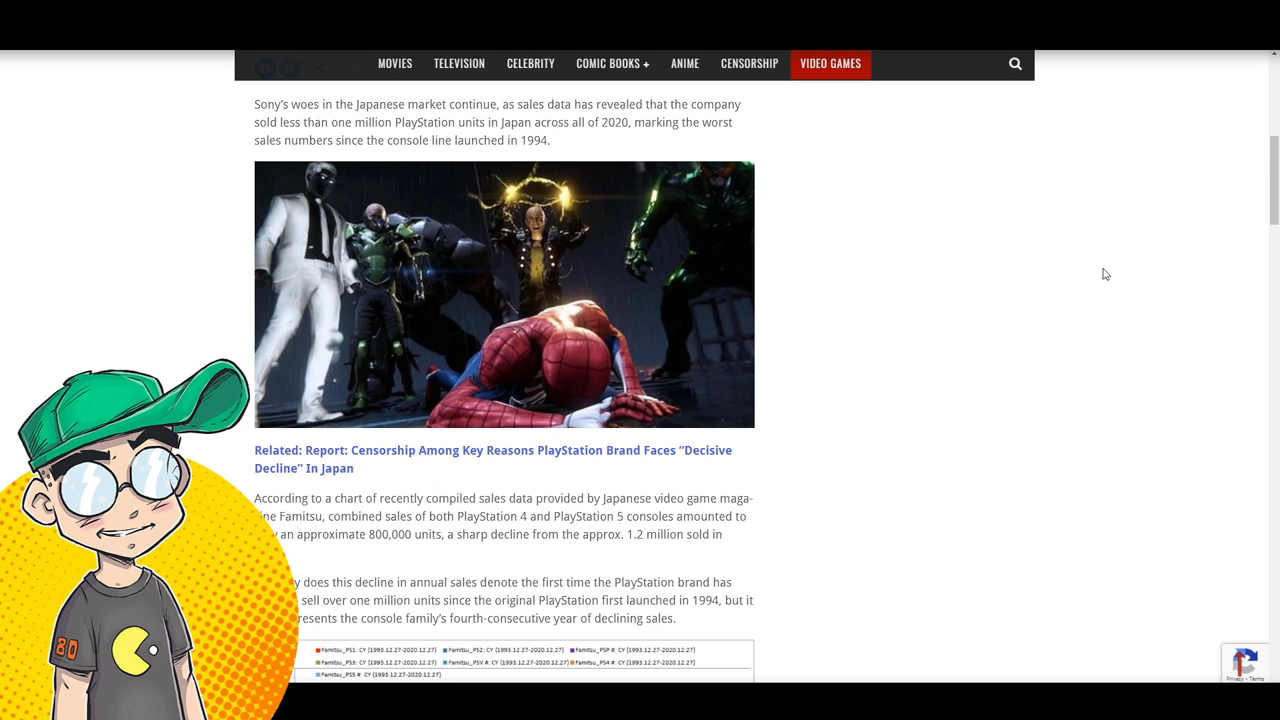 MOVIES TELEVISION CELEBRITY COMIC BOOKS + ANIME CENSORSHIP VIDEO GAMES
Sony’s woes in the Japanese market continue, as sales data has revealed that the company
sold less than one million PlayStation units in Japan across all of 2020, marking the worst
sales numbers since the console line launched in 1994.
Related: Report: Censorship Among Key Reasons PlayStation Brand Faces “Decisive
Decline” In Japan
According to a chart of recently compiled sales data provided by Japanese video game maga-
ine Famitsu, combined sales of both PlayStation 4 and PlayStation 5 consoles amounted to
an approximate 800,000 units, a sharp decline from the approx. 1.2 million sold in
does this decline in annual sales denote the first time the PlayStation brand has
sell over one million units since the original PlayStation first launched in 1994, but it
resents the console family’s fourth-consecutive year of declining sales.
Famitsu_PS1: CY (1993.12.27-2020.12.27) Famitsu_PS2: CY (1993.12.27-2020.12.27) Famitsu_PSP #: CY (1993.12.27-2020.12.27)
Famitsu_PS3: CY (1993.12.27-2020.12.27) Famitsu_PSV #: CY (1993.12.27-2020.12.27) Famitsu_PS4 #: CY (1993.12.27-2020.12.27)
Famitsu_PS5 #: CY (1993.12.27-2020.12.27)
80
Privacy - Terms